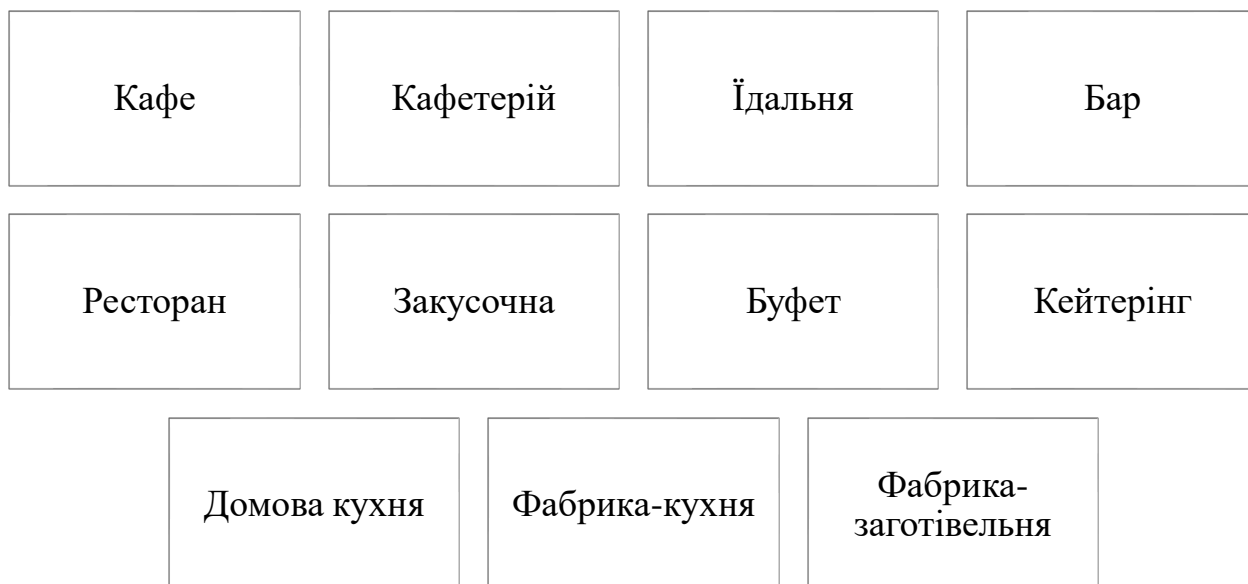 Кафе
Кафетерій
Їдальня
Бар
Ресторан
Закусочна
Буфет
Кейтерінг
Домова кухня
Фабрика-кухня
Фабрика-
заготівельня